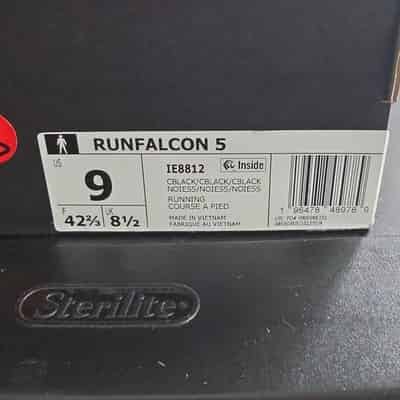 RUNFALCON 5
US
9
F
42⅔
UK
8½
IE8812
Inside
CBLACK/CBLACK/CBLACK
NOIESS/NOIESS/NOIESS
RUNNING
COURSE A PIED
MADE IN VIETNAM
FABRIQUE AU VIETNAM
Sterilite